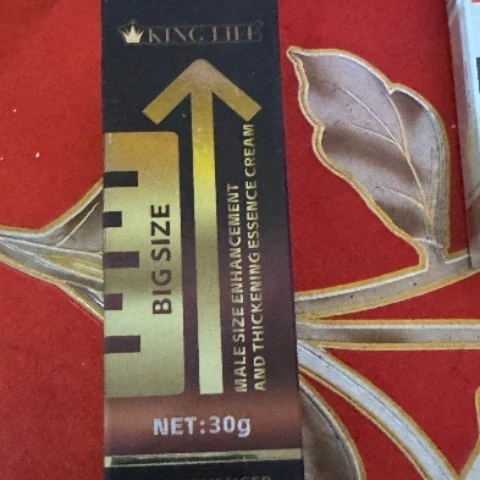 KING LIFE
BIG SIZE
MALE SIZE ENHANCEMENT
AND THICKENING ESSENCE CREAM
NET:30g